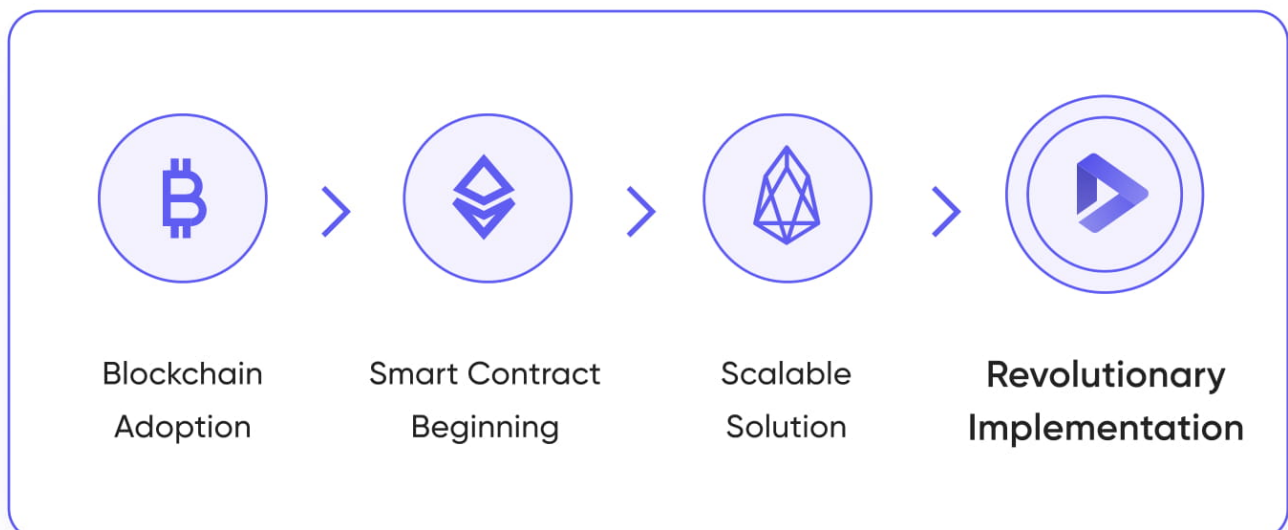 Blockchain
Adoption
Smart Contract
Beginning
Scalable
Solution
Revolutionary
Implementation